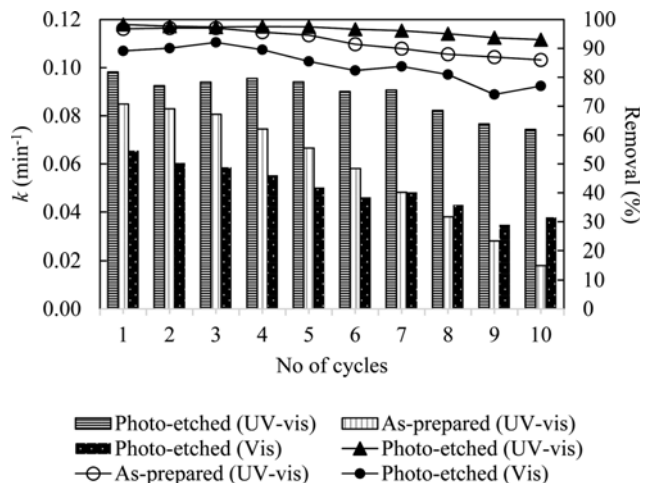 0.12
0.10
0.08
0.06
0.04
0.02
0.00
k (min⁻¹)
100
90
80
70
60
50
40
30
20
10
0
Removal (%)
1 2 3 4 5 6 7 8 9 10
No of cycles
Photo-etched (UV-vis) As-prepared (UV-vis)
Photo-etched (Vis) Photo-etched (UV-vis)
As-prepared (UV-vis) Photo-etched (Vis)